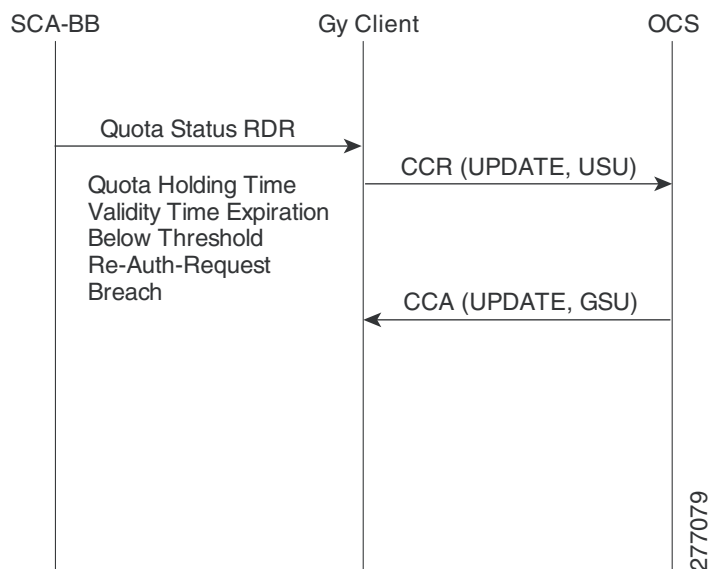 SCA-BB
Gy Client
OCS
Quota Status RDR
CCR (UPDATE, USU)
Quota Holding Time
Validity Time Expiration
Below Threshold
Re-Auth-Request
Breach
CCA (UPDATE, GSU)
277079